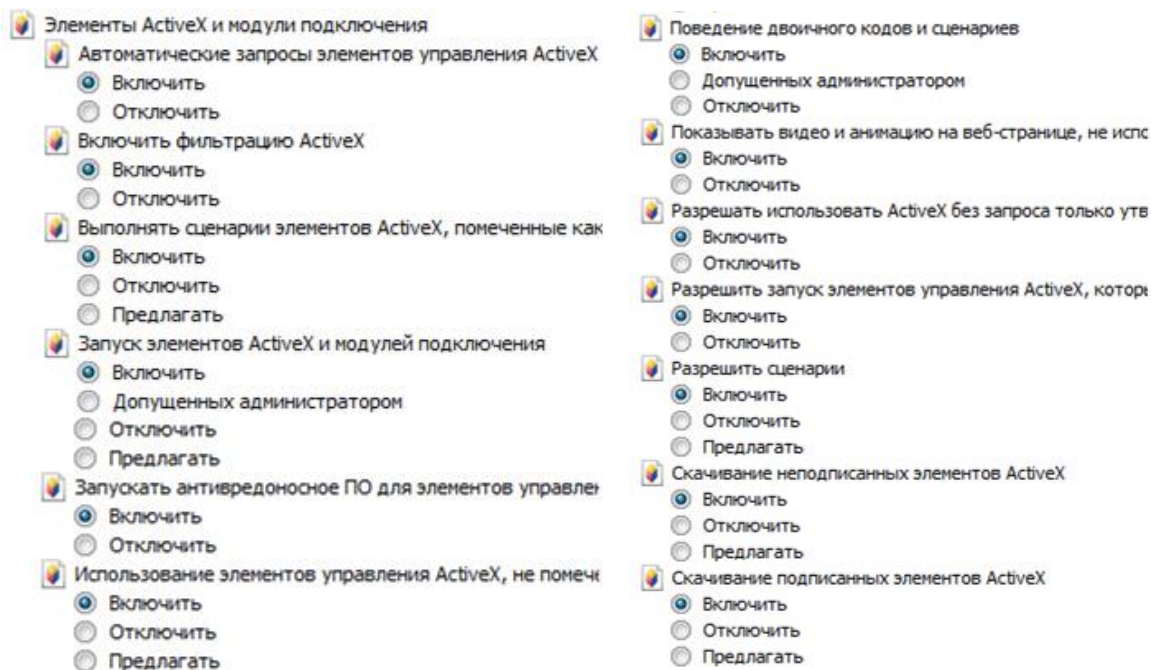 Элементы ActiveX и модули подключения
Автоматические запросы элементов управления ActiveX
Включить
Отключить
Включить фильтрацию ActiveX
Включить
Отключить
Выполнять сценарии элементов ActiveX, помеченные как
Включить
Отключить
Предлагать
Запуск элементов ActiveX и модулей подключения
Включить
Допущенных администратором
Отключить
Предлагать
Запускать антивредоносное ПО для элементов управлен
Включить
Отключить
Использование элементов управления ActiveX, не помече
Включить
Отключить
Предлагать
Поведение двоичного кодов и сценариев
Включить
Допущенных администратором
Отключить
Показывать видео и анимацию на веб-странице, не испо
Включить
Отключить
Разрешать использовать ActiveX без запроса только утв
Включить
Отключить
Разрешить запуск элементов управления ActiveX, которы
Включить
Отключить
Разрешить сценарии
Включить
Отключить
Предлагать
Скачивание неподписанных элементов ActiveX
Включить
Отключить
Предлагать
Скачивание подписанных элементов ActiveX
Включить
Отключить
Предлагать